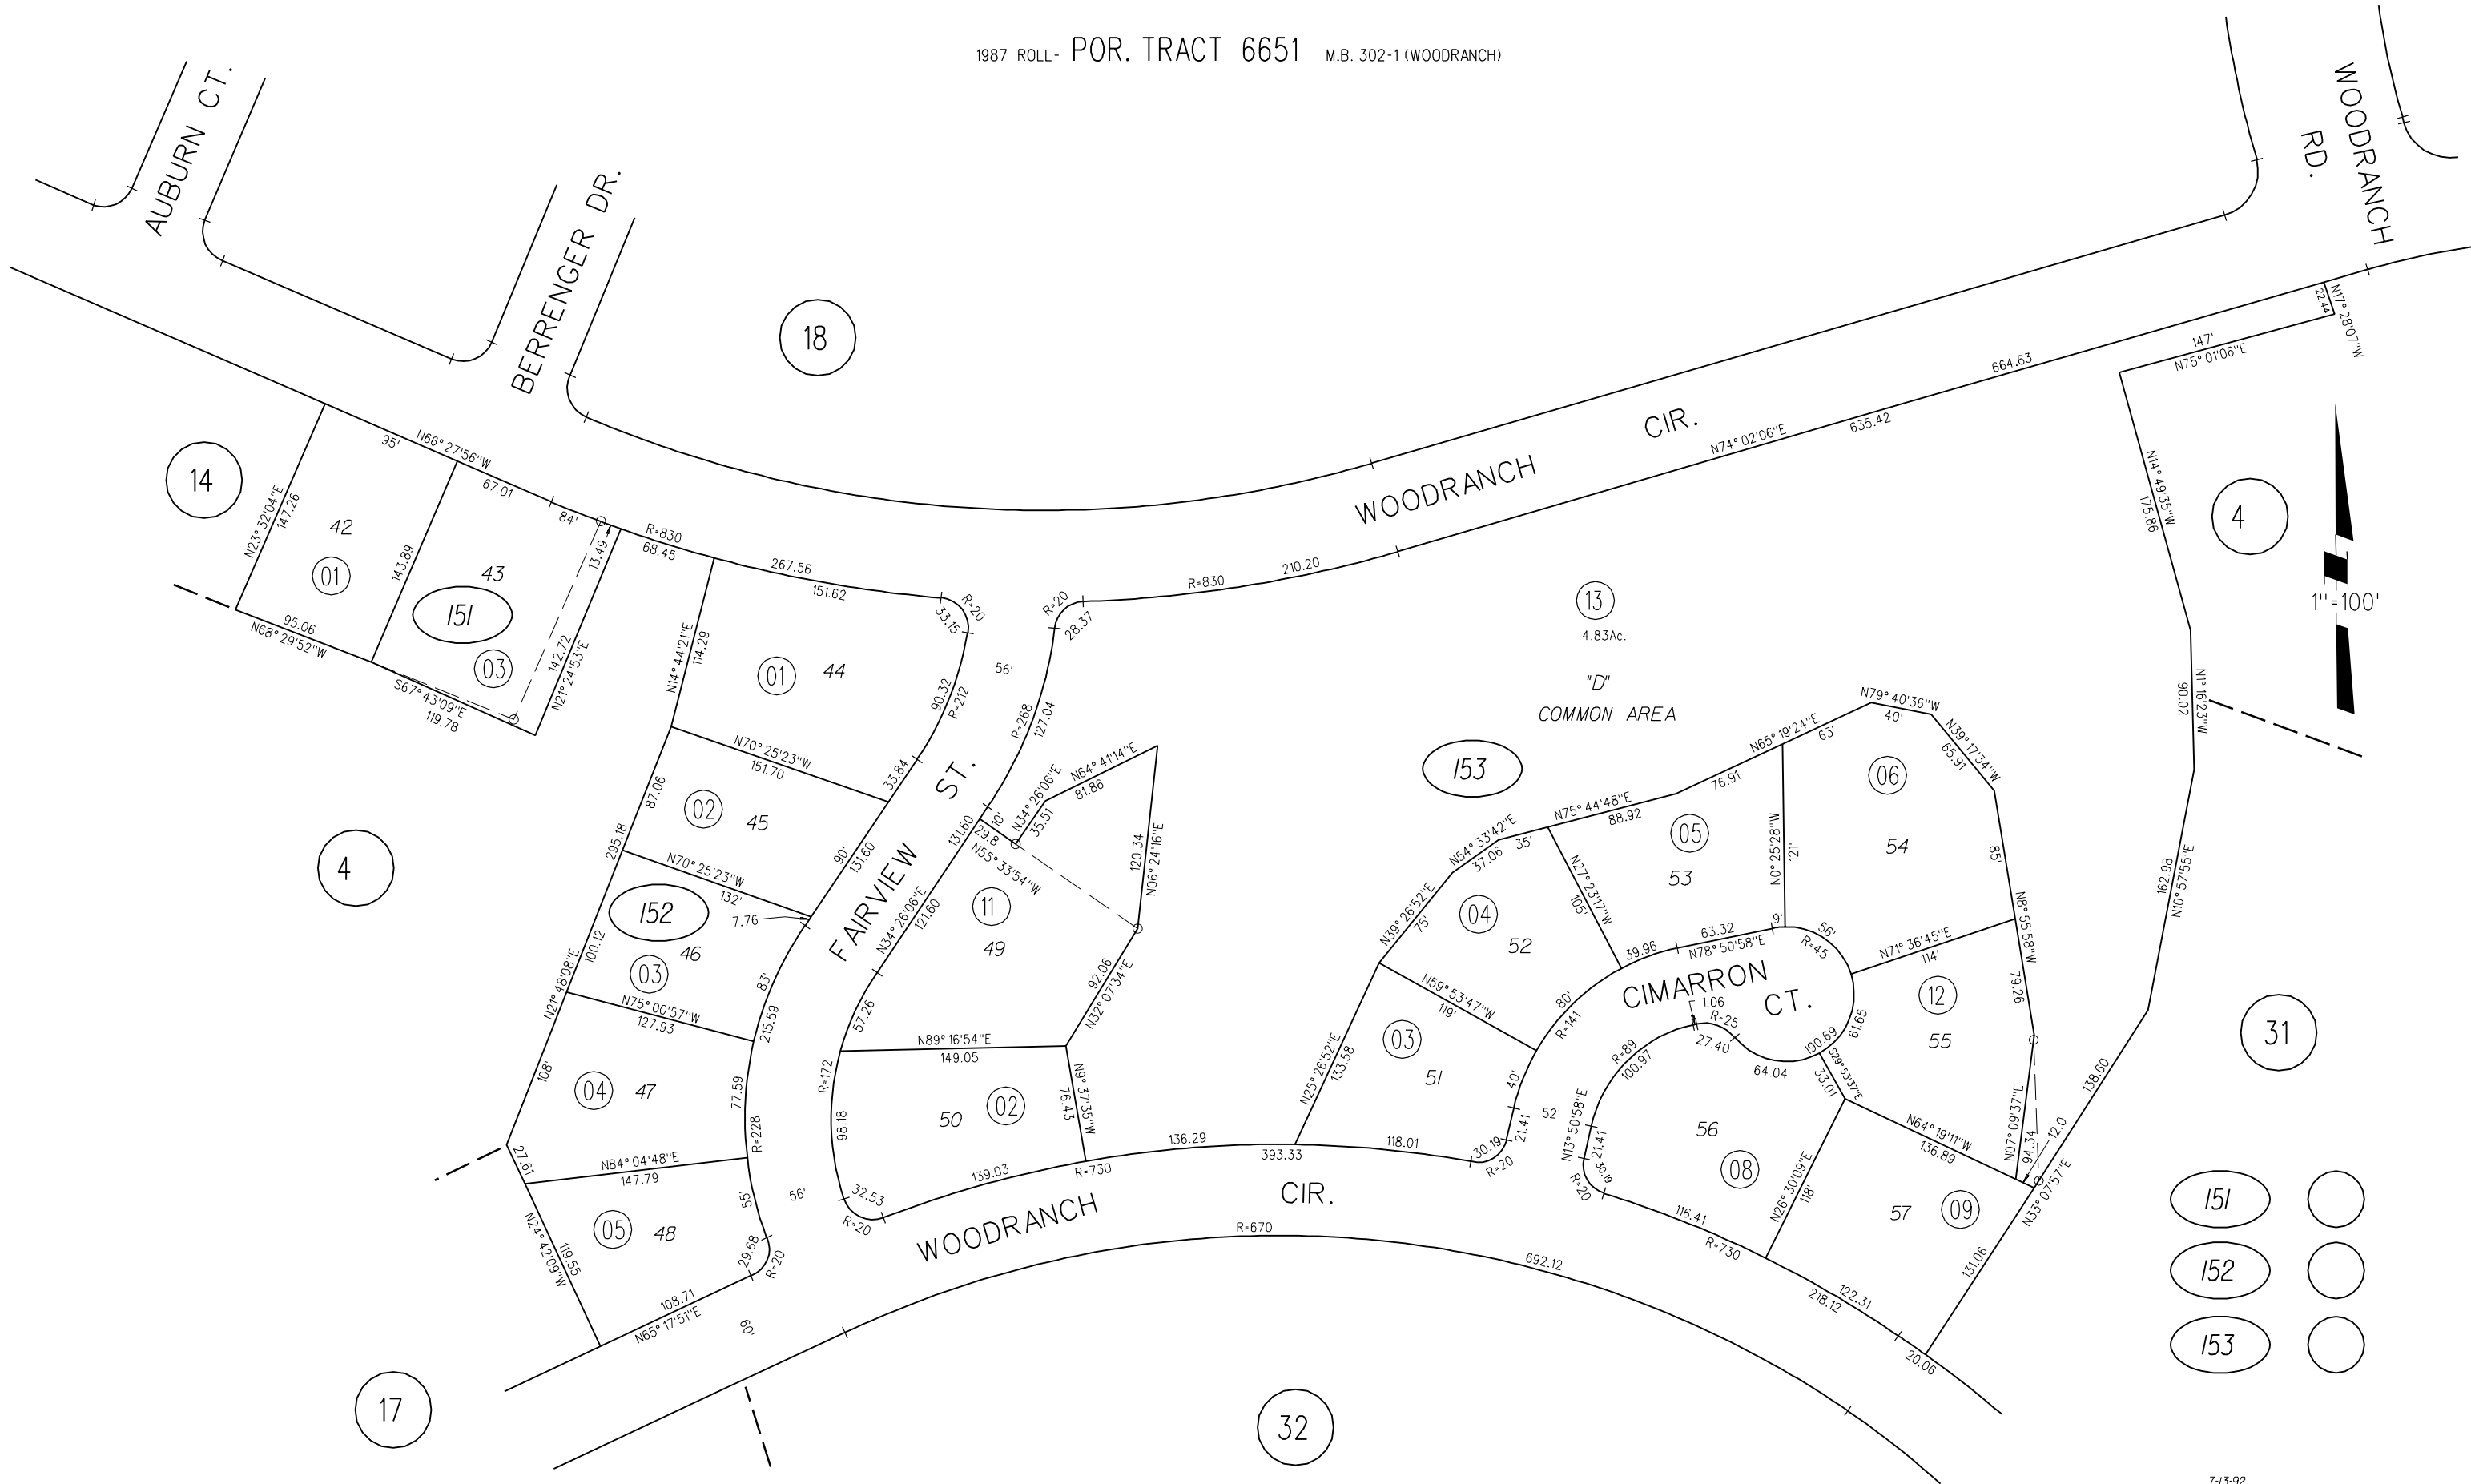 1987 ROLL- POR. TRACT 6651 M.B. 302-1 (WOODRANCH)
AUBURN CT.
BERRENGER DR.
WOODRANCH
RD.
18
14
4
17
32
31
4
1"=100'
WOODRANCH CIR.
N17°28'07"W
22.44
147'
N75°01'06"E
664.63
635.42
N74°02'06"E
210.20
R=830
N14°49'35"W
175.86
N1°16'23"W
90.02
162.98
N10°57'55"E
138.60
N33°07'57"E
12.0
131.06
95'
N66°27'56"W
67.01
84'
R=830
68.45
267.56
151.62
N23°32'04"E
147.26
42
01
143.89
43
151
03
13.49
142.72
N21°24'53"E
95.06
N68°29'52"W
S67°43'09"E
119.78
N14°44'21"E
114.29
01
44
33.15
R=20
90.32
R=212
56'
R=20
28.37
R=268
127.04
N70°25'23"W
151.70
33.84
87.06
02
45
90'
131.60
295.18
N70°25'23"W
132'
7.76
152
46
03
100.12
N21°48'08"E
83'
215.59
N75°00'57"W
127.93
108'
04
47
77.59
R=228
27.61
N84°04'48"E
147.79
05
48
55'
56'
29.68
R=20
N24°42'09"W
119.55
108.71
N65°17'51"E
60'
FAIRVIEW ST.
131.60
10'
29.8
N34°26'06"E
35.51
N64°41'14"E
81.86
N55°33'54"W
120.34
N06°24'16"E
N34°26'06"E
121.60
11
49
92.06
N32°07'34"E
57.26
N89°16'54"E
149.05
R=172
98.18
50
02
N9°37'35"W
76.43
32.53
R=20
139.03
R=730
136.29
393.33
118.01
WOODRANCH CIR.
R=670
692.12
13
4.83Ac.
"D"
COMMON AREA
153
N79°40'36"W
40'
N65°19'24"E
63'
N39°17'34"W
65.91
76.91
06
54
85'
N75°44'48"E
88.92
05
53
N0°25'28"W
121'
N54°33'42"E
37.06
35'
N27°23'17"W
105'
N39°26'52"E
75'
04
52
39.96
63.32
9'
N78°50'58"E
56'
R=45
N71°36'45"E
114'
N8°55'58"W
79.26
12
55
N59°53'47"W
119'
80'
R=141
CIMARRON CT.
1.06
R=25
27.40
64.04
190.69
61.65
S29°53'37"E
33.01
03
51
N25°26'52"E
133.58
40'
52'
21.41
30.19
R=20
R=89
100.97
N13°50'58"E
21.41
30.19
R=20
56
08
N64°19'11"W
136.89
N07°09'37"E
94.34
N26°30'09"E
118'
57
09
116.41
R=730
122.31
218.12
20.06
151
152
153
7-13-92